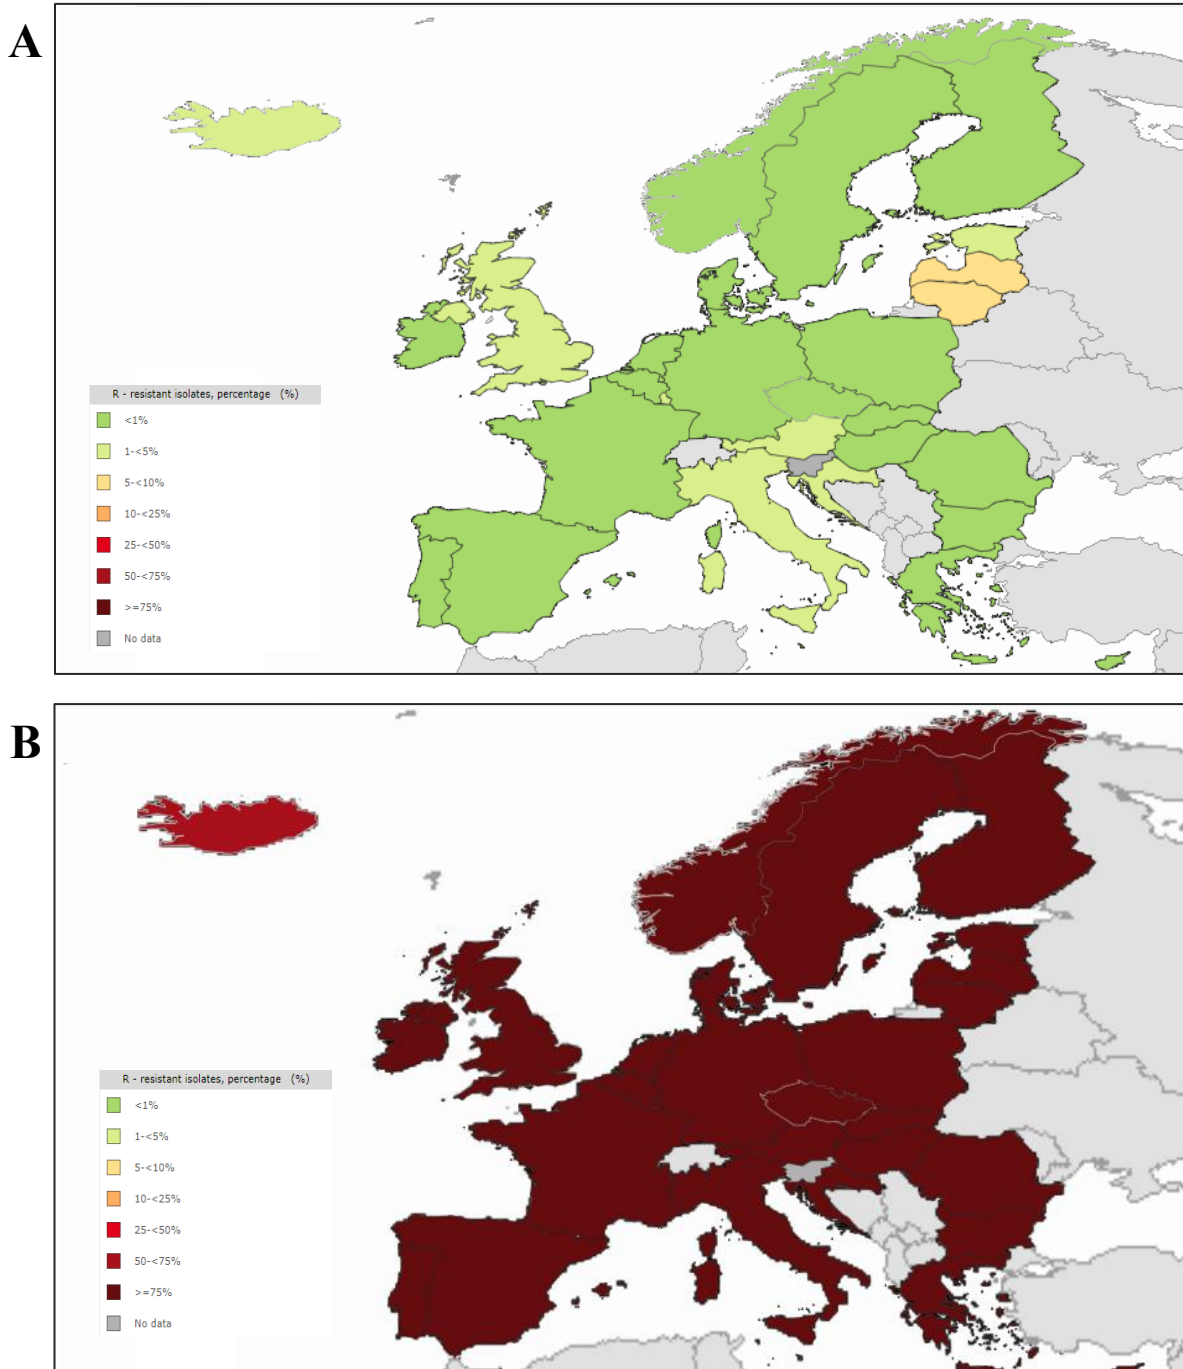 A
R - resistant isolates, percentage (%)
<1%
1-<5%
5-<10%
10-<25%
25-<50%
50-<75%
>=75%
No data
B
R - resistant isolates, percentage (%)
<1%
1-<5%
5-<10%
10-<25%
25-<50%
50-<75%
>=75%
No data